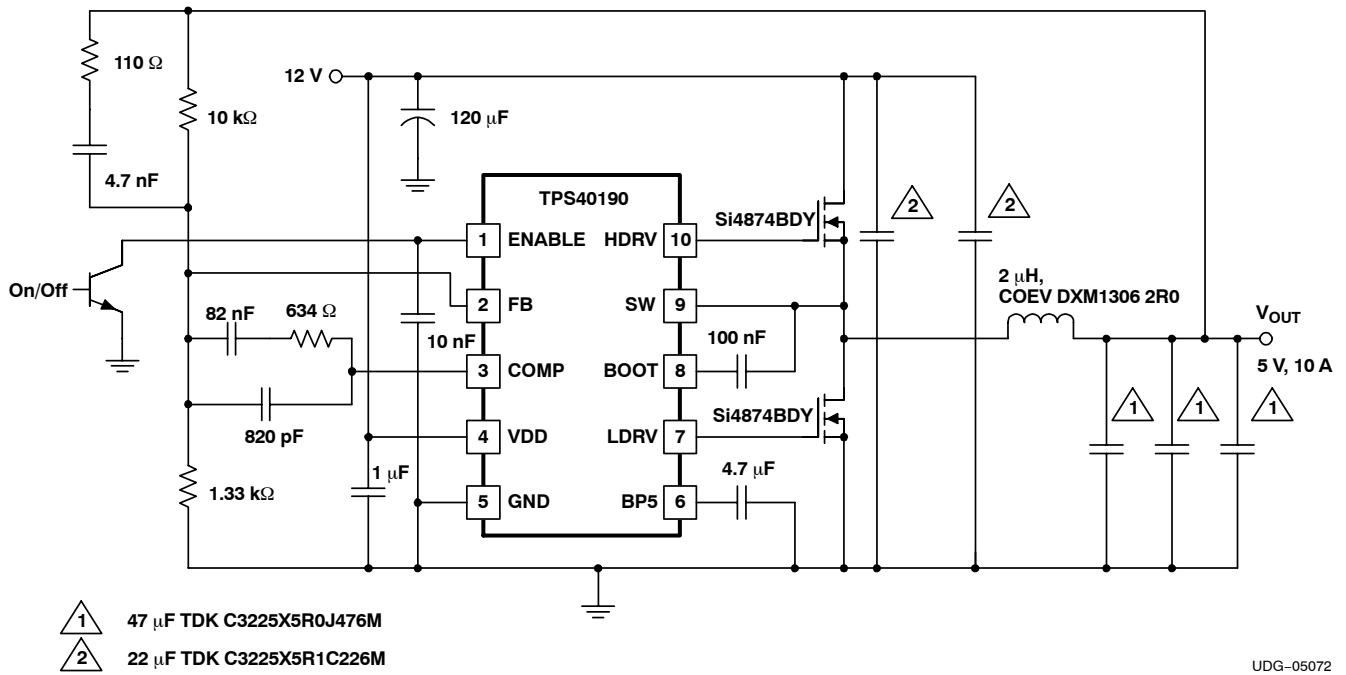 110 Ω
10 kΩ
12 V
120 μF
4.7 nF
TPS40190
Si4874BDY
2
2
1
ENABLE
HDRV
10
On/Off
2 μH,
COEV DXM1306 2R0
2
FB
SW
9
82 nF
634 Ω
10 nF
100 nF
VOUT
5 V, 10 A
3
COMP
BOOT
8
Si4874BDY
1
1
1
820 pF
4
VDD
LDRV
7
1 μF
4.7 μF
1.33 kΩ
5
GND
BP5
6
1
47 μF TDK C3225X5R0J476M
2
22 μF TDK C3225X5R1C226M
UDG–05072